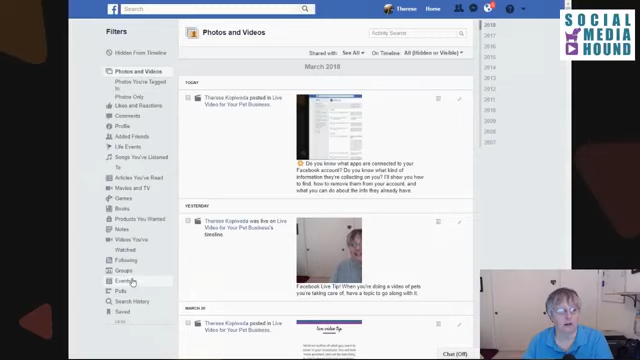 Search
Therese
Home
SOCIAL
MEDIA
HOUND
Filters
Hidden From Timeline
Photos and Videos
Photos You're Tagged
In
Photos Only
Likes and Reactions
Comments
Profile
Added Friends
Life Events
Songs You've Listened
To
Articles You've Read
Movies and TV
Games
Books
Products You Wanted
Notes
Videos You've
Watched
Following
Groups
Polls
Search History
Saved
Photos and Videos
Activity Search
Shared with: See All
On Timeline: All (Hidden or Visible)
March 2018
TODAY
Therese Kopiwoda posted in Live
Video for Your Pet Business.
Do you know what apps are connected to your
Facebook account? Do you know what kind of
information they're collecting on you? I'll show you how
to find, how to remove them from your account, and
what you can do about the info they already have.
YESTERDAY
Therese Kopiwoda was live on Live
Video for Your Pet Business's
timeline.
Facebook Live Tip! When you're doing a video of pets
you're taking care of, have a topic to go along with it.
MARCH 20
Therese Kopiwoda posted in Live
Video for Your Pet Business.
live video tip
2018
2017
2016
2015
2014
2013
2012
2011
2010
2009
2008
2007
Chat (Off)